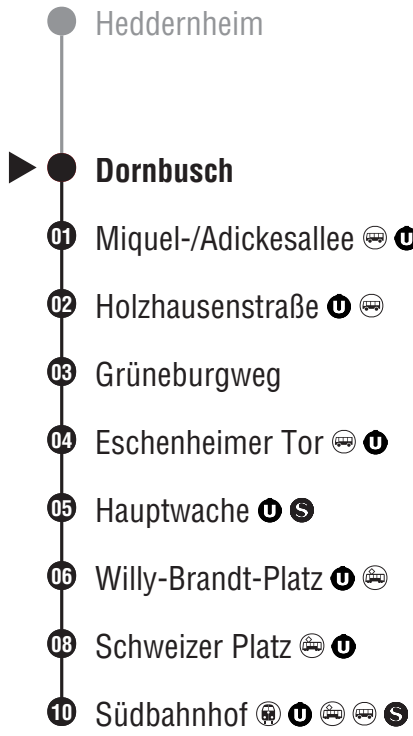 Heddernheim
Dornbusch
01 Miquel-/Adickesallee U
02 Holzhausenstraße U
03 Grüneburgweg
04 Eschenheimer Tor U
05 Hauptwache U S
06 Willy-Brandt-Platz U
08 Schweizer Platz U
10 Südbahnhof U S